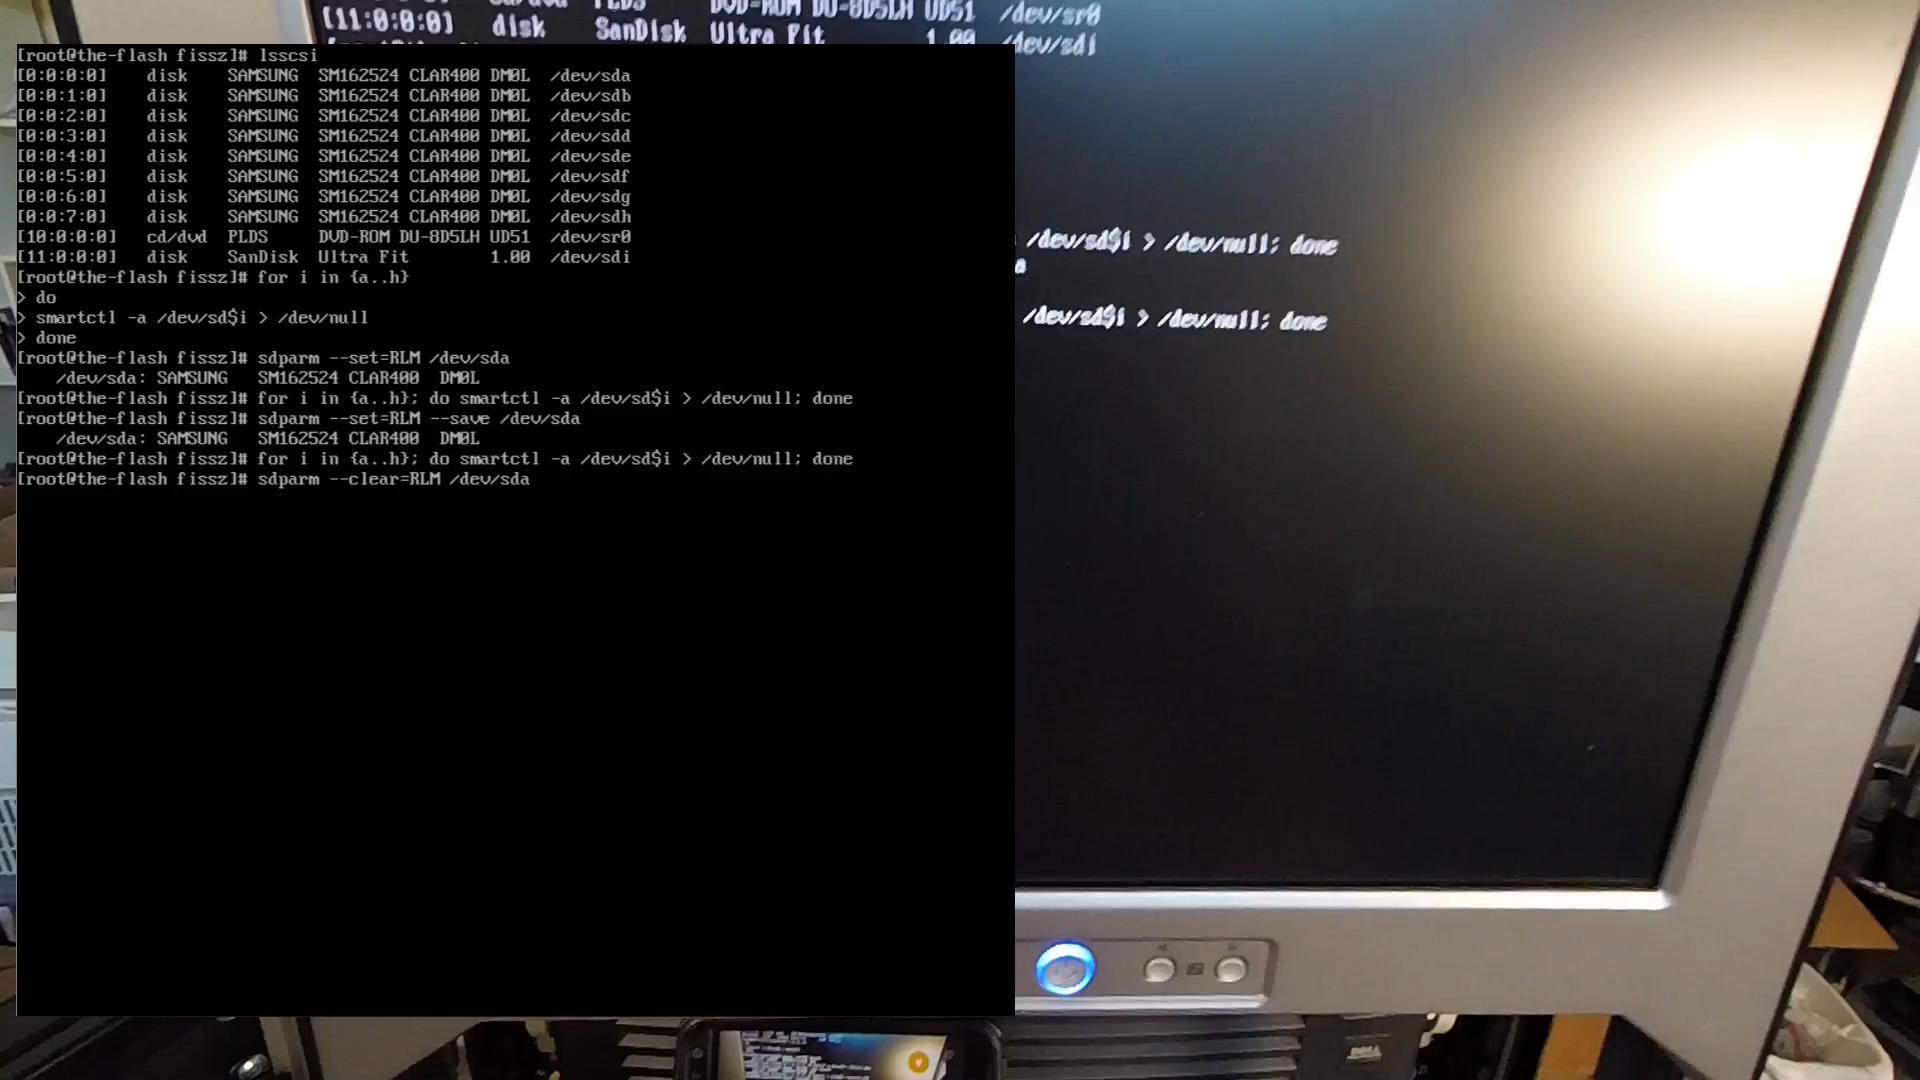 [11:0:0:0] disk SanDisk Ultra Fit 1.00 /dev/sdi
DVD-ROM DU-8D5LH UD51 /dev/sr0
/dev/sdi
[root@the-flash fissz]# lsscsi
[0:0:0:0] disk SAMSUNG SM162524 CLAR400 DM0L /dev/sda
[0:0:1:0] disk SAMSUNG SM162524 CLAR400 DM0L /dev/sdb
[0:0:2:0] disk SAMSUNG SM162524 CLAR400 DM0L /dev/sdc
[0:0:3:0] disk SAMSUNG SM162524 CLAR400 DM0L /dev/sdd
[0:0:4:0] disk SAMSUNG SM162524 CLAR400 DM0L /dev/sde
[0:0:5:0] disk SAMSUNG SM162524 CLAR400 DM0L /dev/sdf
[0:0:6:0] disk SAMSUNG SM162524 CLAR400 DM0L /dev/sdg
[0:0:7:0] disk SAMSUNG SM162524 CLAR400 DM0L /dev/sdh
[10:0:0:0] cd/dvd PLDS DVD-ROM DU-8D5LH UD51 /dev/sr0
[11:0:0:0] disk SanDisk Ultra Fit 1.00 /dev/sdi
[root@the-flash fissz]# for i in {a..h}
> do
> smartctl -a /dev/sd$i > /dev/null
> done
[root@the-flash fissz]# sdparm --set=RLM /dev/sda
/dev/sda: SAMSUNG SM162524 CLAR400 DM0L
[root@the-flash fissz]# for i in {a..h}; do smartctl -a /dev/sd$i > /dev/null; done
[root@the-flash fissz]# sdparm --set=RLM --save /dev/sda
/dev/sda: SAMSUNG SM162524 CLAR400 DM0L
[root@the-flash fissz]# for i in {a..h}; do smartctl -a /dev/sd$i > /dev/null; done
[root@the-flash fissz]# sdparm --clear=RLM /dev/sda
/dev/sd$i > /dev/null; done
a
/dev/sd$i > /dev/null; done
DELL